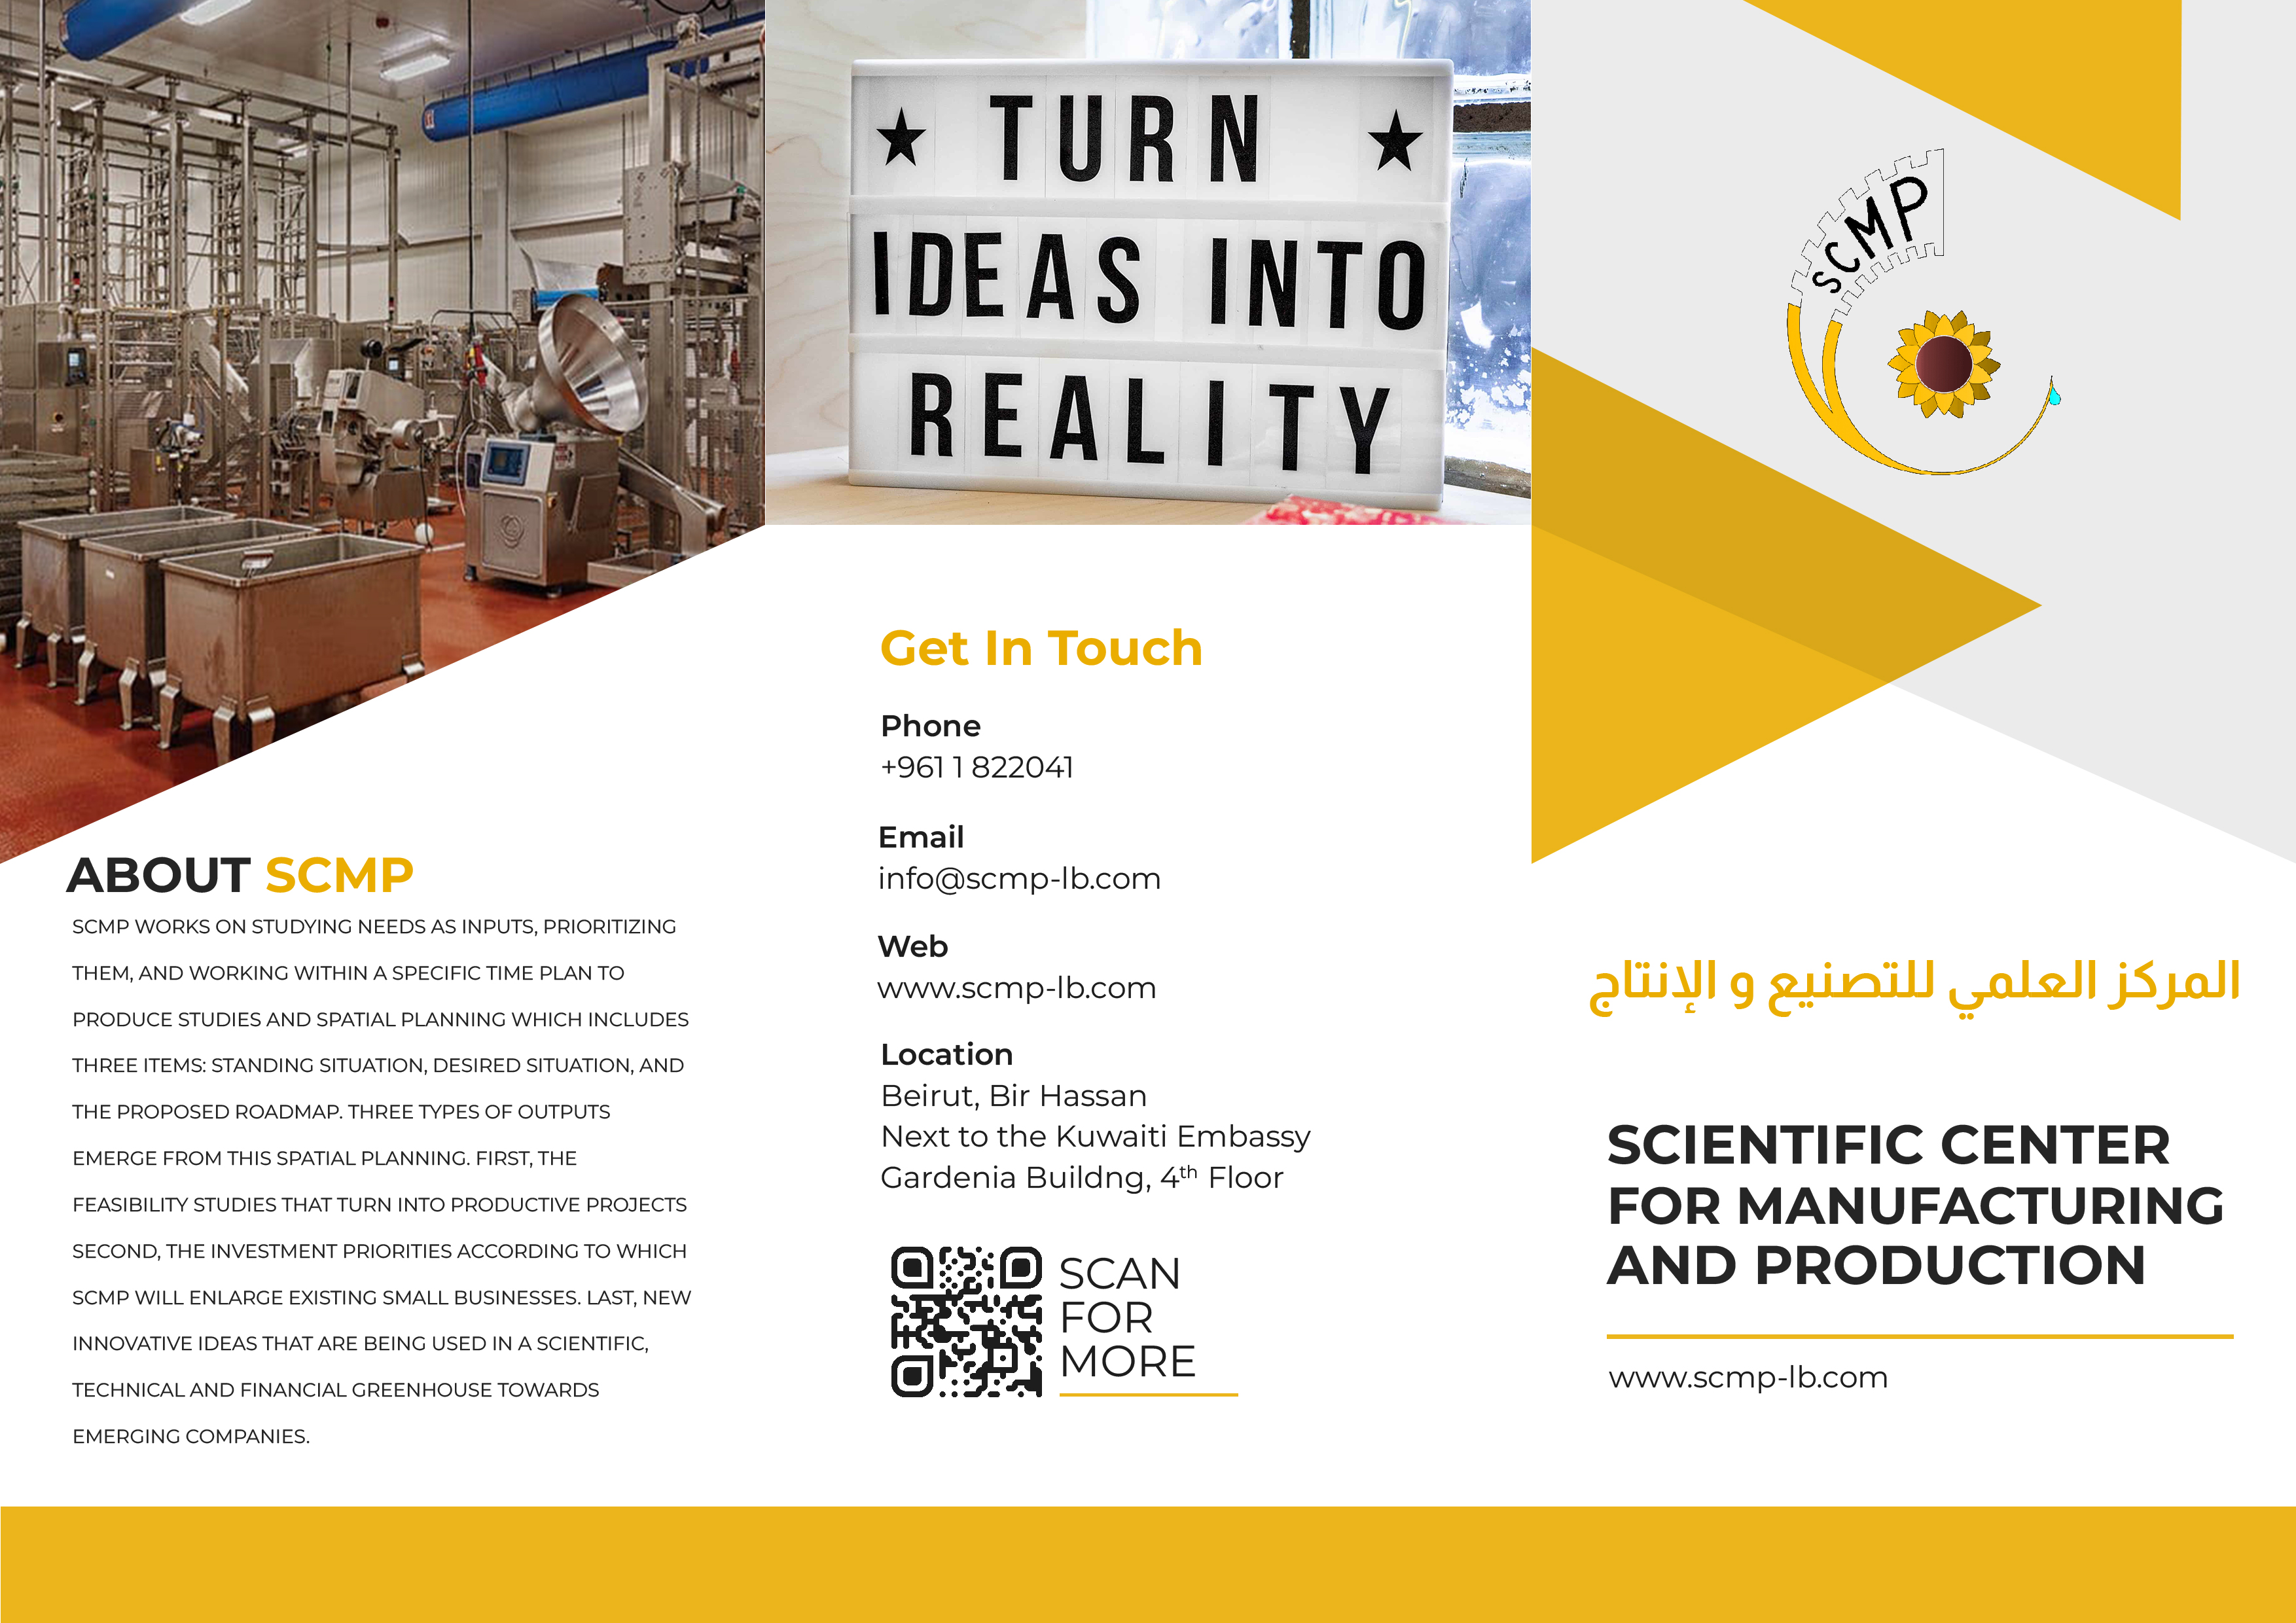 TURN
IDEAS INTO
REALITY
SCMP
ABOUT SCMP
SCMP WORKS ON STUDYING NEEDS AS INPUTS, PRIORITIZING
THEM, AND WORKING WITHIN A SPECIFIC TIME PLAN TO
PRODUCE STUDIES AND SPATIAL PLANNING WHICH INCLUDES
THREE ITEMS: STANDING SITUATION, DESIRED SITUATION, AND
THE PROPOSED ROADMAP. THREE TYPES OF OUTPUTS
EMERGE FROM THIS SPATIAL PLANNING. FIRST, THE
FEASIBILITY STUDIES THAT TURN INTO PRODUCTIVE PROJECTS
SECOND, THE INVESTMENT PRIORITIES ACCORDING TO WHICH
SCMP WILL ENLARGE EXISTING SMALL BUSINESSES. LAST, NEW
INNOVATIVE IDEAS THAT ARE BEING USED IN A SCIENTIFIC,
TECHNICAL AND FINANCIAL GREENHOUSE TOWARDS
EMERGING COMPANIES.
Get In Touch
Phone
+961 1 822041
Email
info@scmp-lb.com
Web
www.scmp-lb.com
Location
Beirut, Bir Hassan
Next to the Kuwaiti Embassy
Gardenia Buildng, 4th Floor
SCAN
FOR
MORE
المركز العلمي للتصنيع و الإنتاج
SCIENTIFIC CENTER
FOR MANUFACTURING
AND PRODUCTION
www.scmp-lb.com